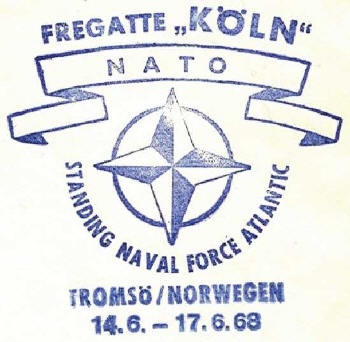 FREGATTE „KÖLN“
NATO
STANDING NAVAL FORCE ATLANTIC
TROMSÖ/NORWEGEN
14.6. – 17.6.68